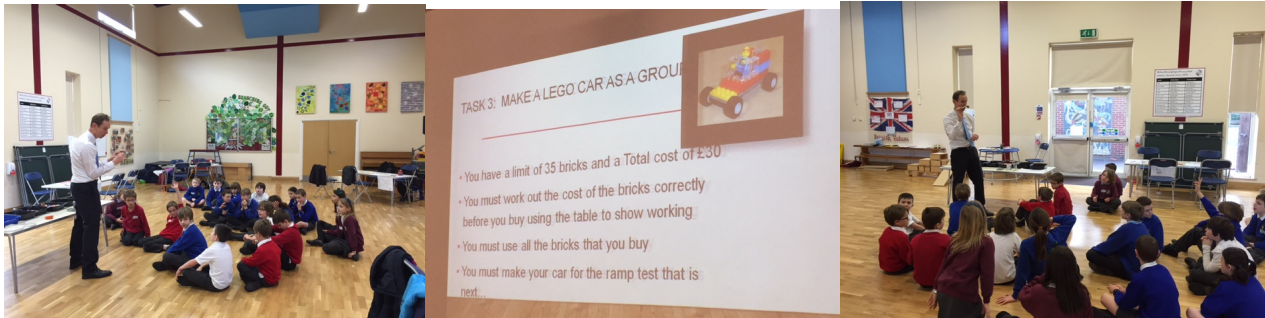 TASK 3: MAKE A LEGO CAR AS A GROU
• You have a limit of 35 bricks and a Total cost of £30
• You must work out the cost of the bricks correctly
before you buy using the table to show working
• You must use all the bricks that you buy
• You must make your car for the ramp test that is
next...